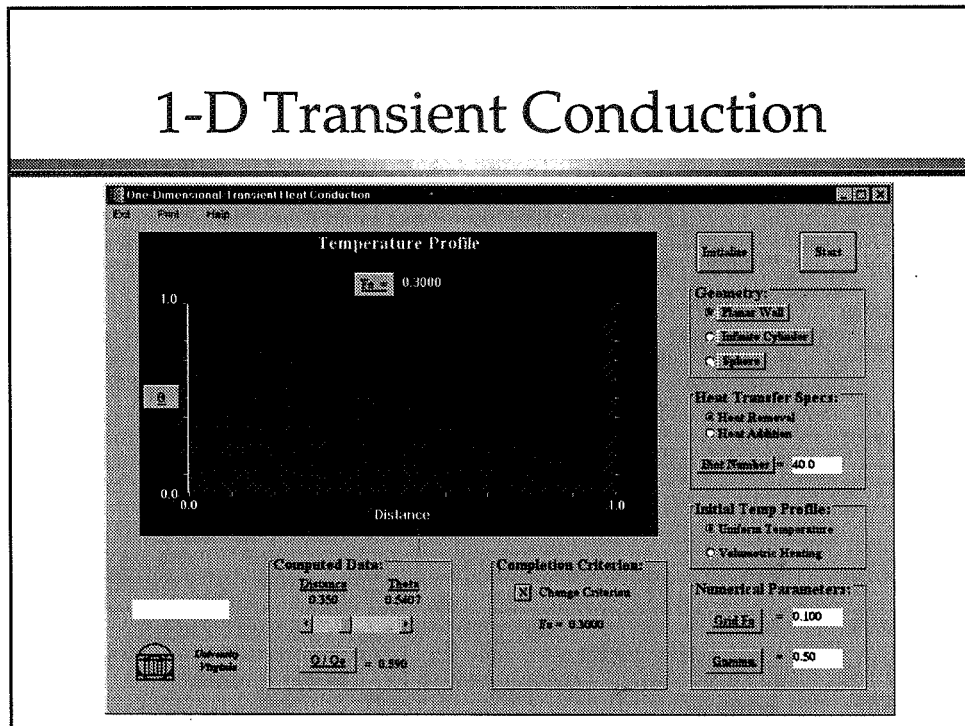 1-D Transient Conduction
One-Dimensional Transient Heat Conduction
Exit Print Help
Temperature Profile
Fo = 0.3000
1.0
θ
0.0
0.0
Distance
1.0
Initialize Start
Geometry:
Planar Wall
Infinite Cylinder
Sphere
Heat Transfer Specs:
Heat Removal
Heat Addition
Biot Number = 40.0
Initial Temp Profile:
Uniform Temperature
Volumetric Heating
Numerical Parameters:
Grid Fo = 0.100
Gamma = 0.50
Computed Data:
Distance Theta
0.350 0.5407
Q / Qo = 0.590
Completion Criterion:
X Change Criterion
Fo = 0.3000
University
Virginia